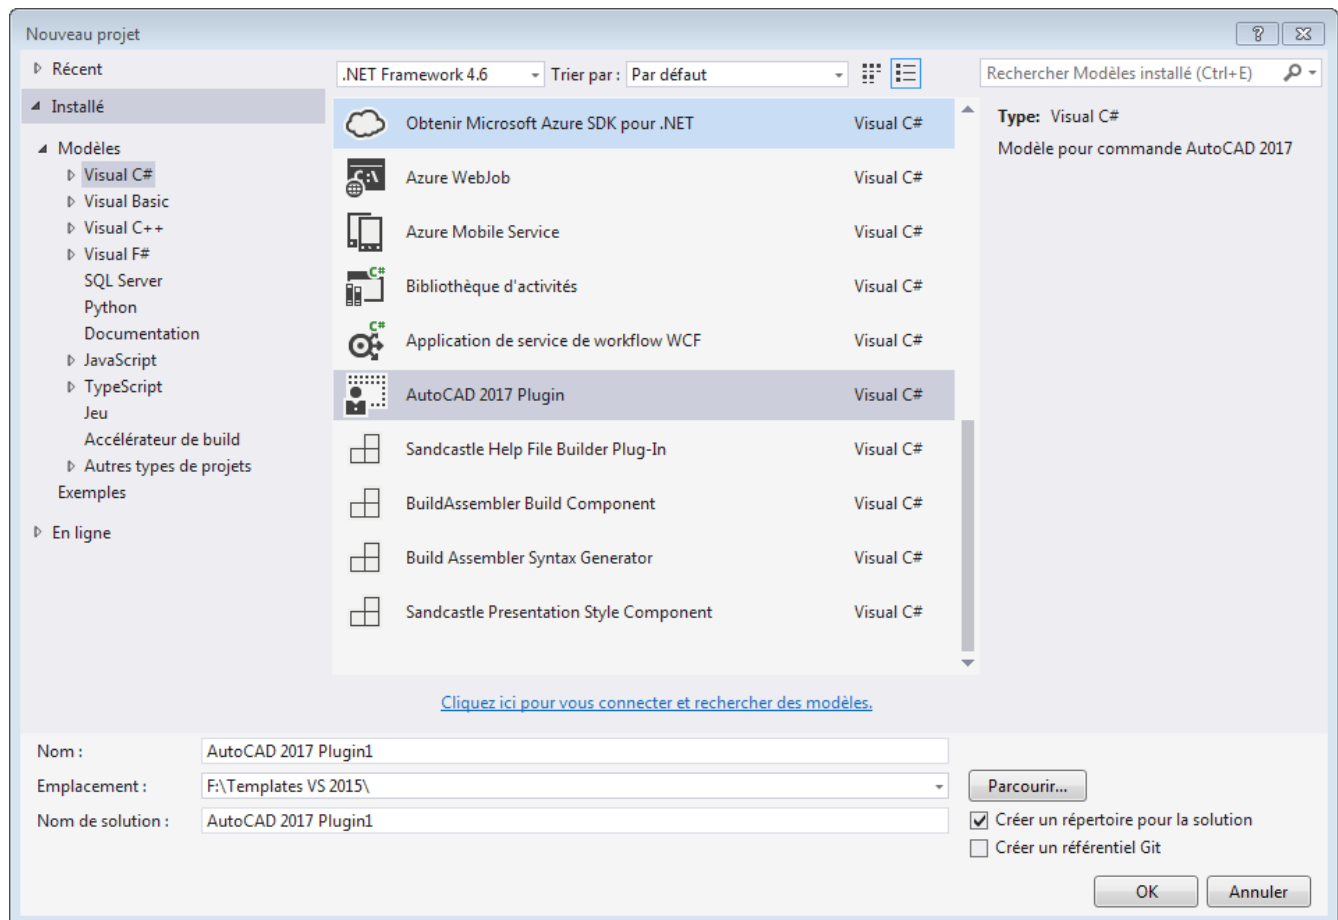 Nouveau projet
Récent
Installé
Modèles
Visual C#
Visual Basic
Visual C++
Visual F#
SQL Server
Python
Documentation
JavaScript
TypeScript
Jeu
Accélérateur de build
Autres types de projets
Exemples
En ligne
.NET Framework 4.6 Trier par : Par défaut
Obtenir Microsoft Azure SDK pour .NET Visual C#
Azure WebJob Visual C#
Azure Mobile Service Visual C#
Bibliothèque d'activités Visual C#
Application de service de workflow WCF Visual C#
AutoCAD 2017 Plugin Visual C#
Sandcastle Help File Builder Plug-In Visual C#
BuildAssembler Build Component Visual C#
Build Assembler Syntax Generator Visual C#
Sandcastle Presentation Style Component Visual C#
Cliquez ici pour vous connecter et rechercher des modèles.
Rechercher Modèles installé (Ctrl+E)
Type: Visual C#
Modèle pour commande AutoCAD 2017
Nom : AutoCAD 2017 Plugin1
Emplacement : F:\Templates VS 2015\ Parcourir...
Nom de solution : AutoCAD 2017 Plugin1 Créer un répertoire pour la solution
Créer un référentiel Git
OK Annuler